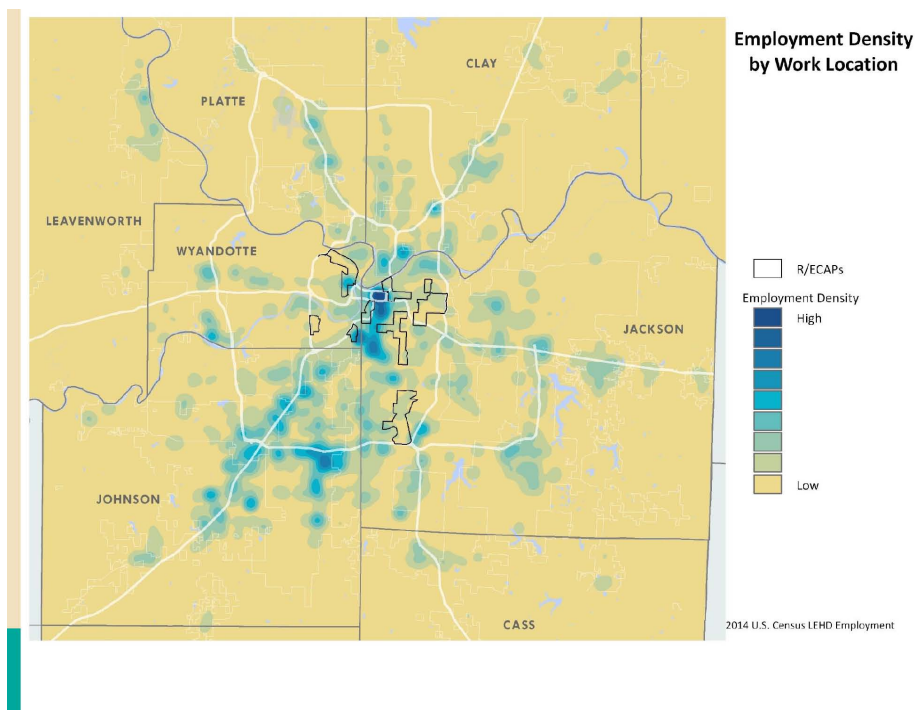 Employment Density
by Work Location
CLAY
PLATTE
LEAVENWORTH
WYANDOTTE
JACKSON
JOHNSON
CASS
R/ECAPs
Employment Density
High
Low
2014 U.S. Census LEHD Employment